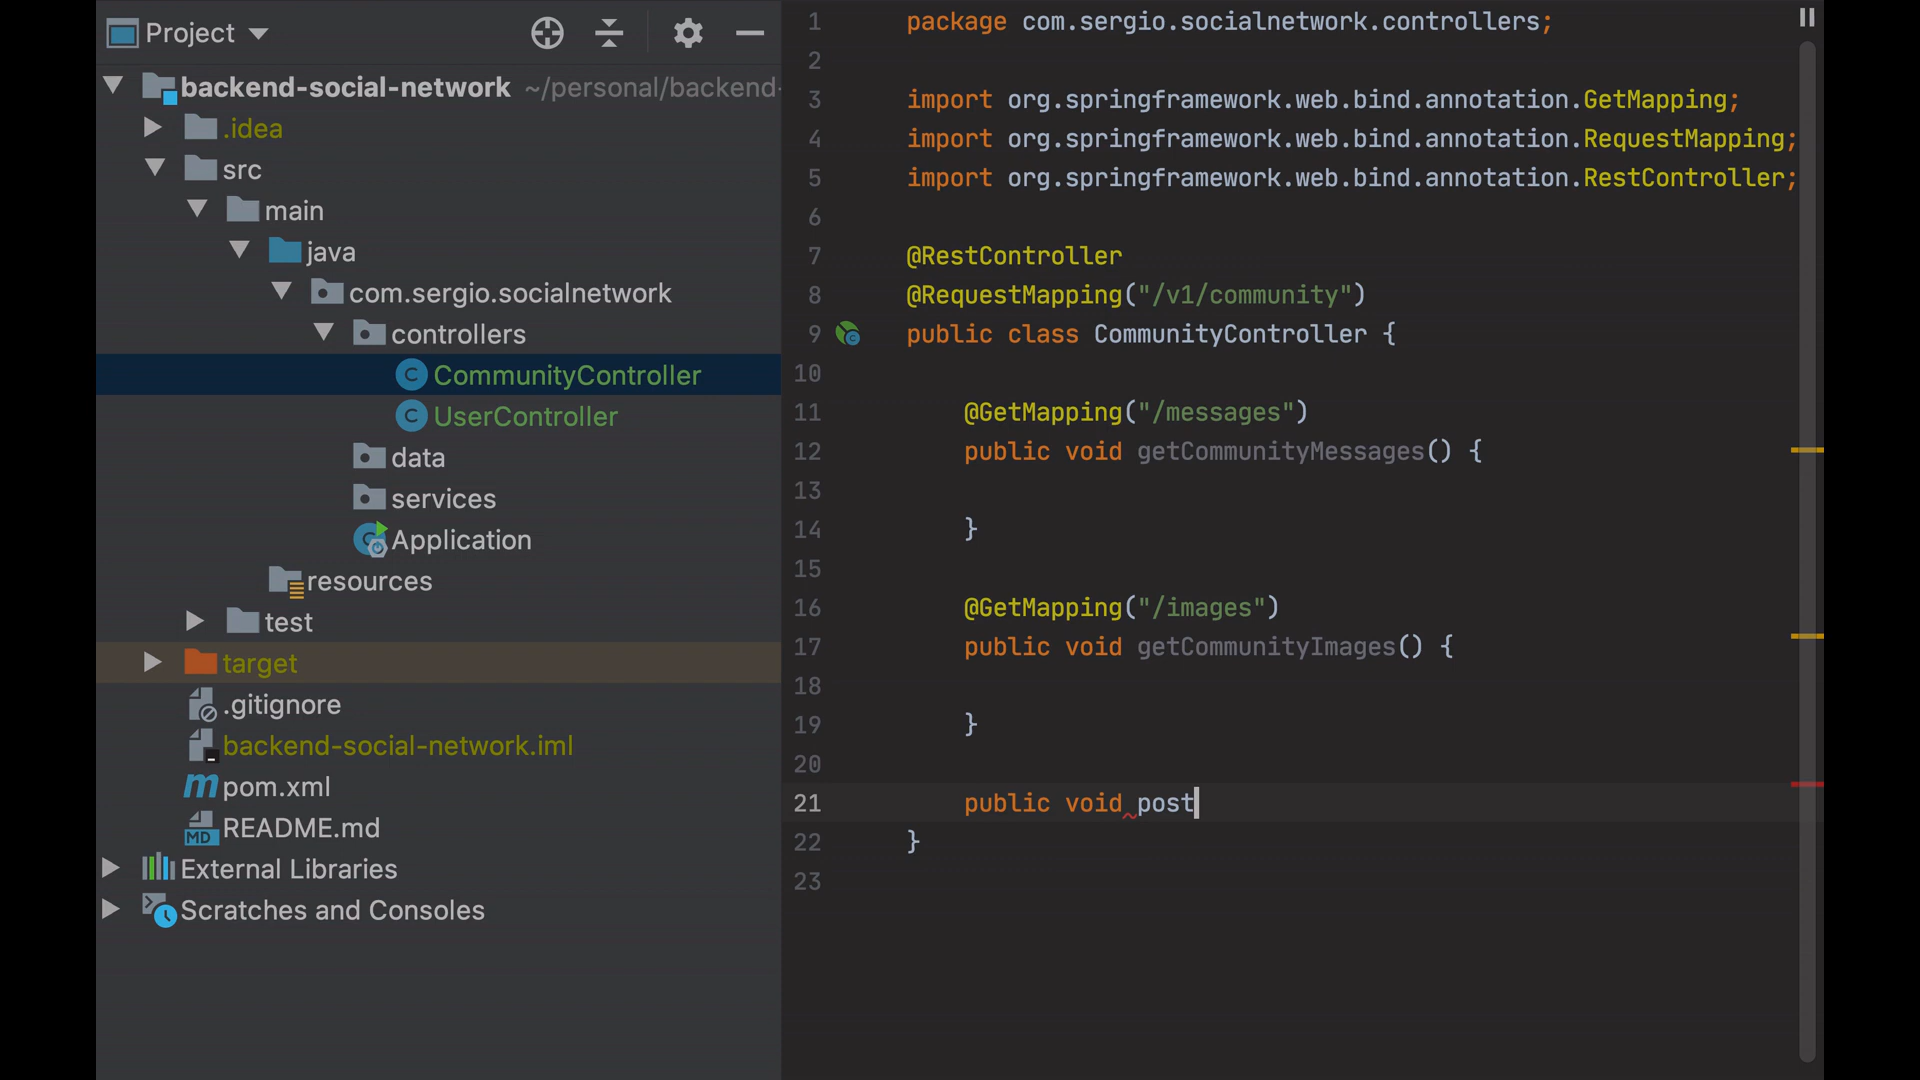 Project
backend-social-network ~/personal/backend-
.idea
src
main
java
com.sergio.socialnetwork
controllers
C CommunityController
C UserController
data
services
Application
resources
test
target
.gitignore
backend-social-network.iml
m pom.xml
MD README.md
External Libraries
Scratches and Consoles
1 package com.sergio.socialnetwork.controllers;
2
3 import org.springframework.web.bind.annotation.GetMapping;
4 import org.springframework.web.bind.annotation.RequestMapping;
5 import org.springframework.web.bind.annotation.RestController;
6
7 @RestController
8 @RequestMapping("/v1/community")
9 public class CommunityController {
10
11 @GetMapping("/messages")
12 public void getCommunityMessages() {
13
14 }
15
16 @GetMapping("/images")
17 public void getCommunityImages() {
18
19 }
20
21 public void post
22 }
23